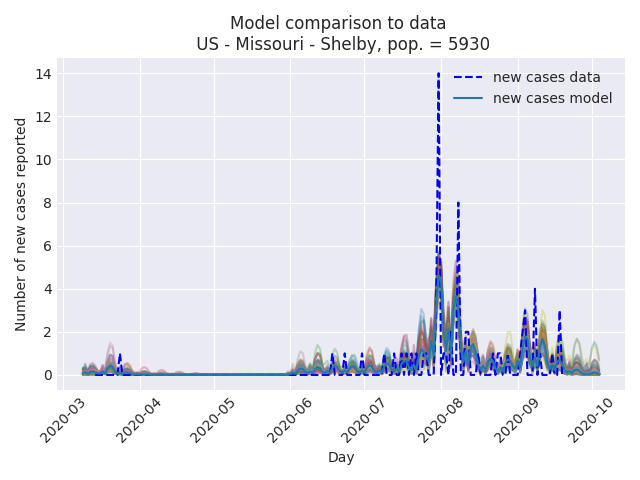 Model comparison to data
US - Missouri - Shelby, pop. = 5930
new cases data
new cases model
Number of new cases reported
14
12
10
8
6
4
2
0
2020-03
2020-04
2020-05
2020-06
2020-07
2020-08
2020-09
2020-10
Day